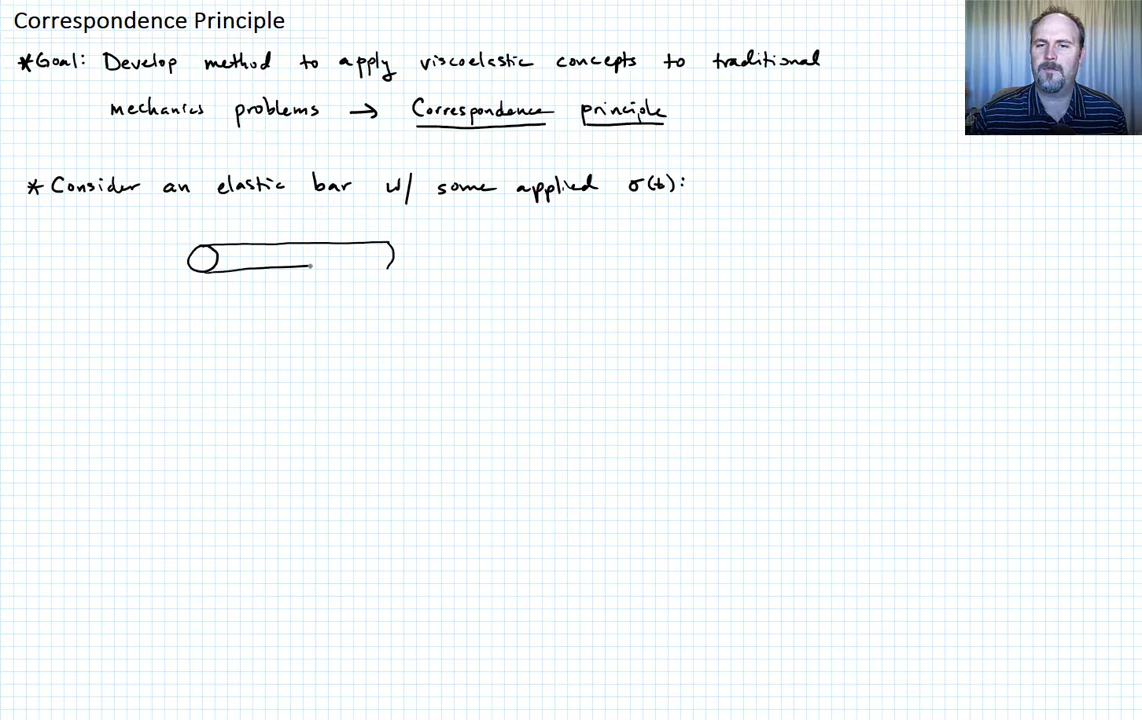 Correspondence Principle
*Goal: Develop method to apply viscoelastic concepts to traditional
mechanics problems → Correspondence principle
* Consider an elastic bar w/ some applied σ(t):